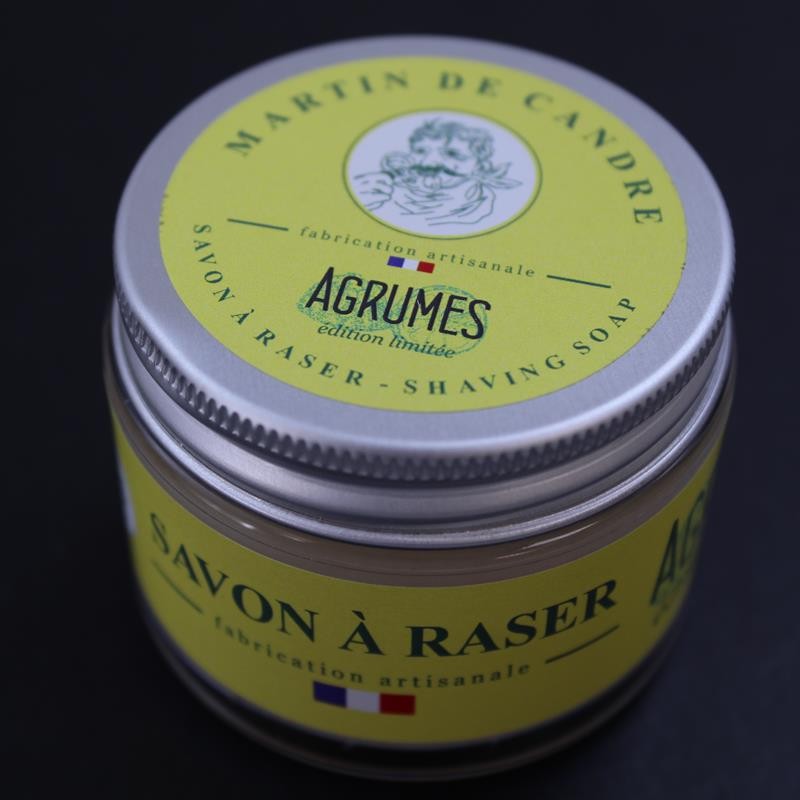 MARTIN DE CANDRE
fabrication artisanale
AGRUMES
édition limitée
SAVON À RASER - SHAVING SOAP
SAVON À RASER
fabrication artisanale